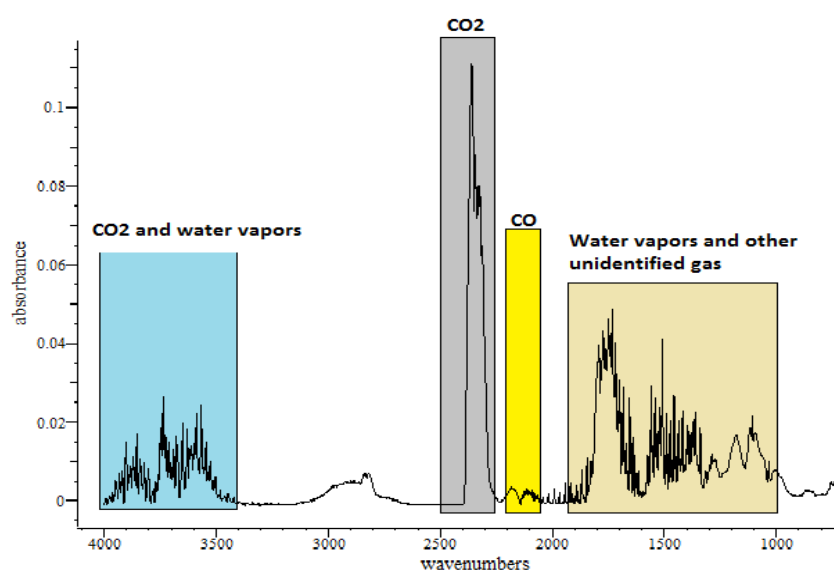 CO2
0.1
0.08
CO
CO2 and water vapors
Water vapors and other
unidentified gas
0.06
absorbance
0.04
0.02
0
4000 3500 3000 2500 2000 1500 1000
wavenumbers